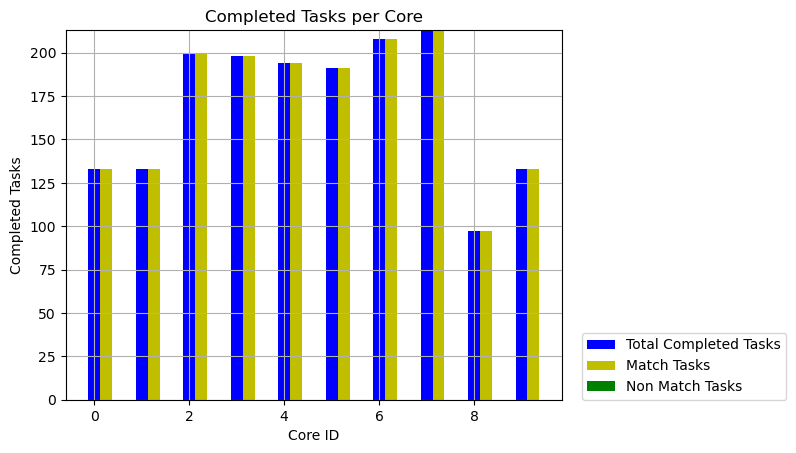 Completed Tasks per Core
Completed Tasks
200
175
150
125
100
75
50
25
0
0 2 4 6 8
Core ID
Total Completed Tasks
Match Tasks
Non Match Tasks